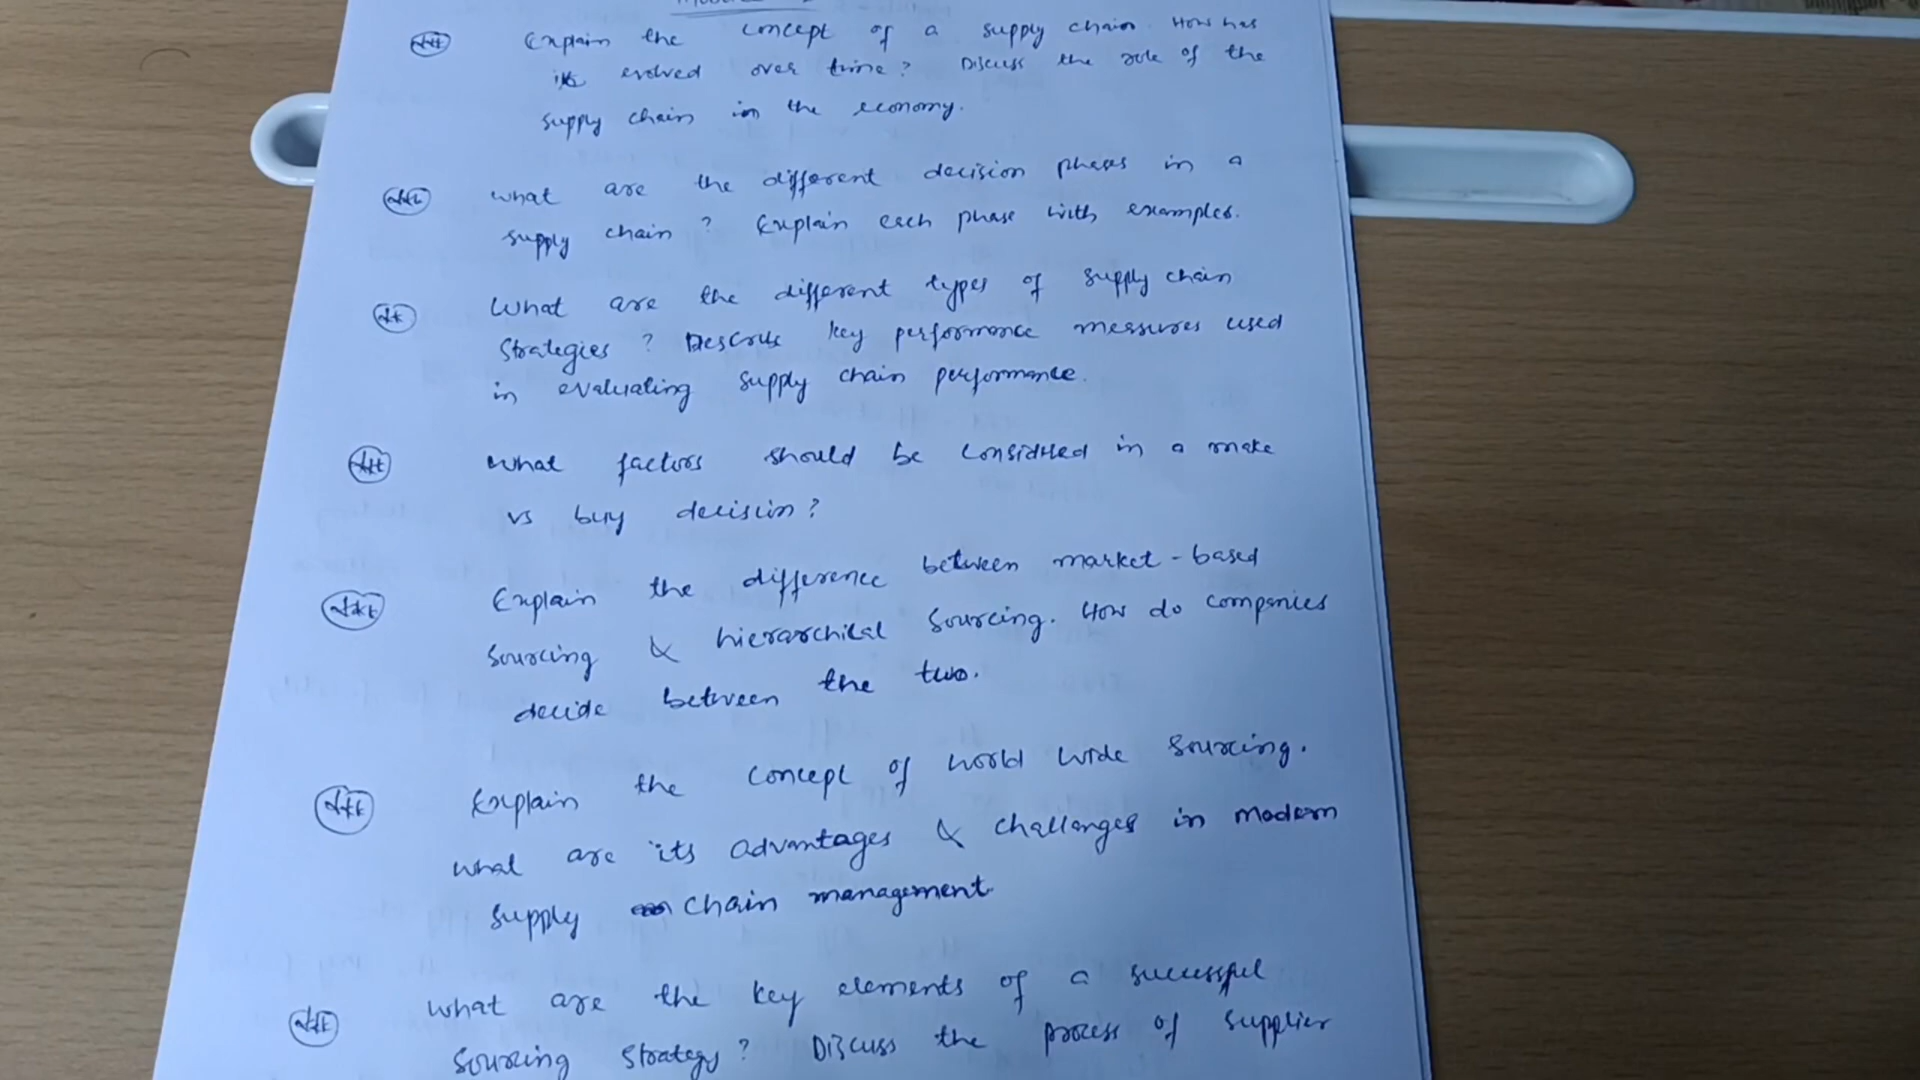 Explain the concept of a supply chain. How has
it evolved over time? Discuss the role of the
supply chain in the economy.
what are the different decision phases in a
supply chain? Explain each phase with examples.
What are the different types of supply chain
Strategies? Describe key performance measures used
in evaluating supply chain performance.
what factors should be considered in a make
vs buy decision?
Explain the difference between market-based
sourcing & hierarchical sourcing. How do companies
decide between the two.
Explain the concept of world wide sourcing.
what are its advantages & challanges in modern
supply chain management
what are the key elements of a successful
sourcing strategy? Discuss the process of supplier